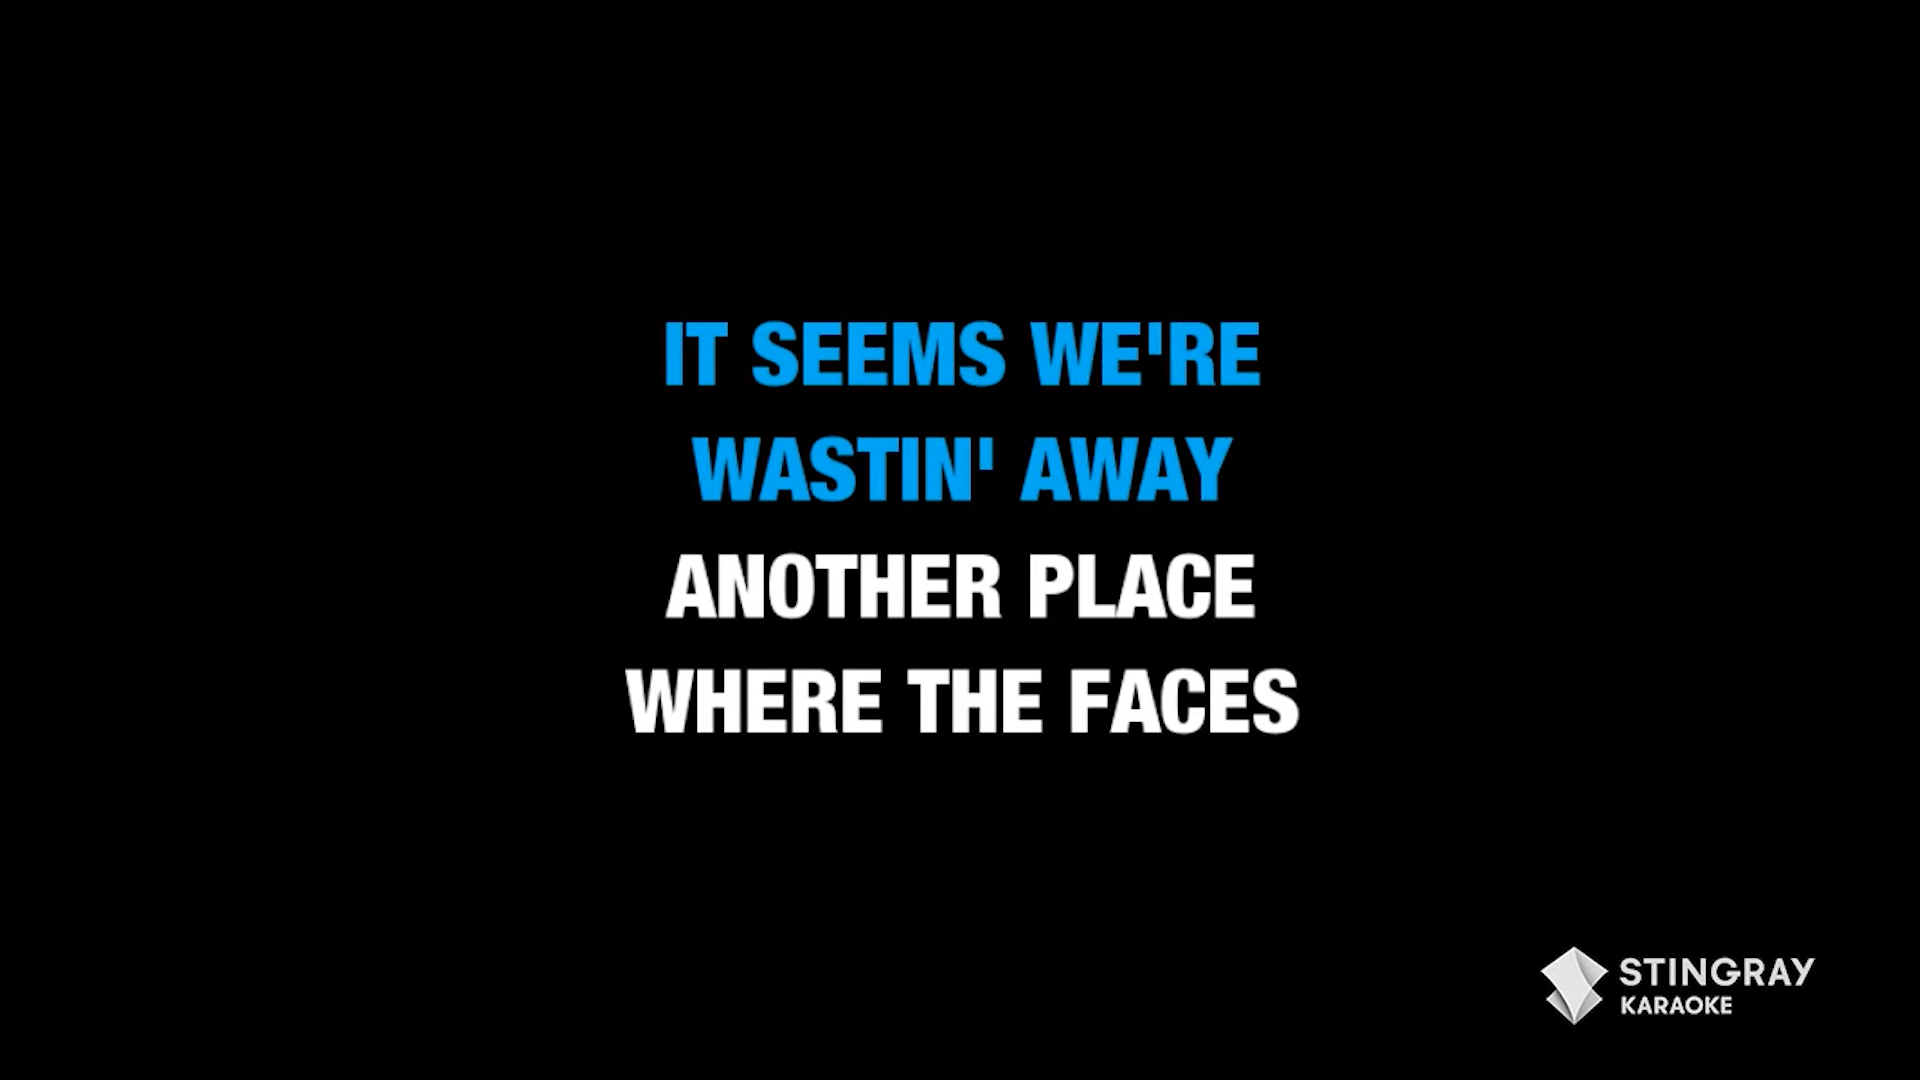 IT SEEMS WE'RE
WASTIN' AWAY
ANOTHER PLACE
WHERE THE FACES
STINGRAY
KARAOKE